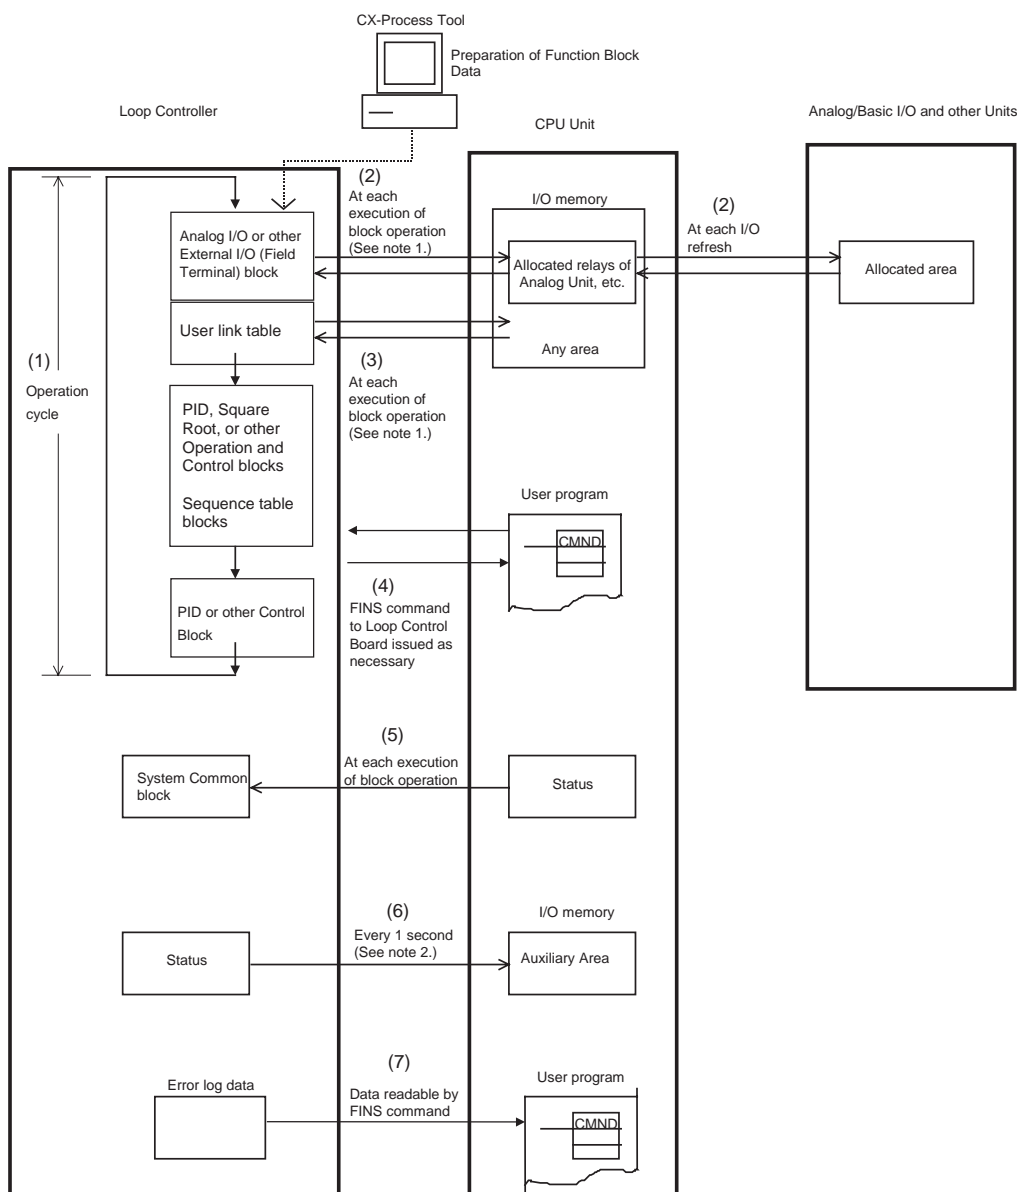 CX-Process Tool
Preparation of Function Block
Data
Loop Controller
CPU Unit
Analog/Basic I/O and other Units
(1)
Operation
cycle
Analog I/O or other
External I/O (Field
Terminal) block
User link table
PID, Square
Root, or other
Operation and
Control blocks
Sequence table
blocks
PID or other Control
Block
(2)
At each
execution of
block operation
(See note 1.)
(3)
At each
execution of
block operation
(See note 1.)
I/O memory
Allocated relays of
Analog Unit, etc.
Any area
(2)
At each I/O
refresh
Allocated area
User program
CMND
(4)
FINS command
to Loop Control
Board issued as
necessary
System Common
block
(5)
At each execution
of block operation
Status
Status
(6)
Every 1 second
(See note 2.)
I/O memory
Auxiliary Area
Error log data
(7)
Data readable by
FINS command
User program
CMND